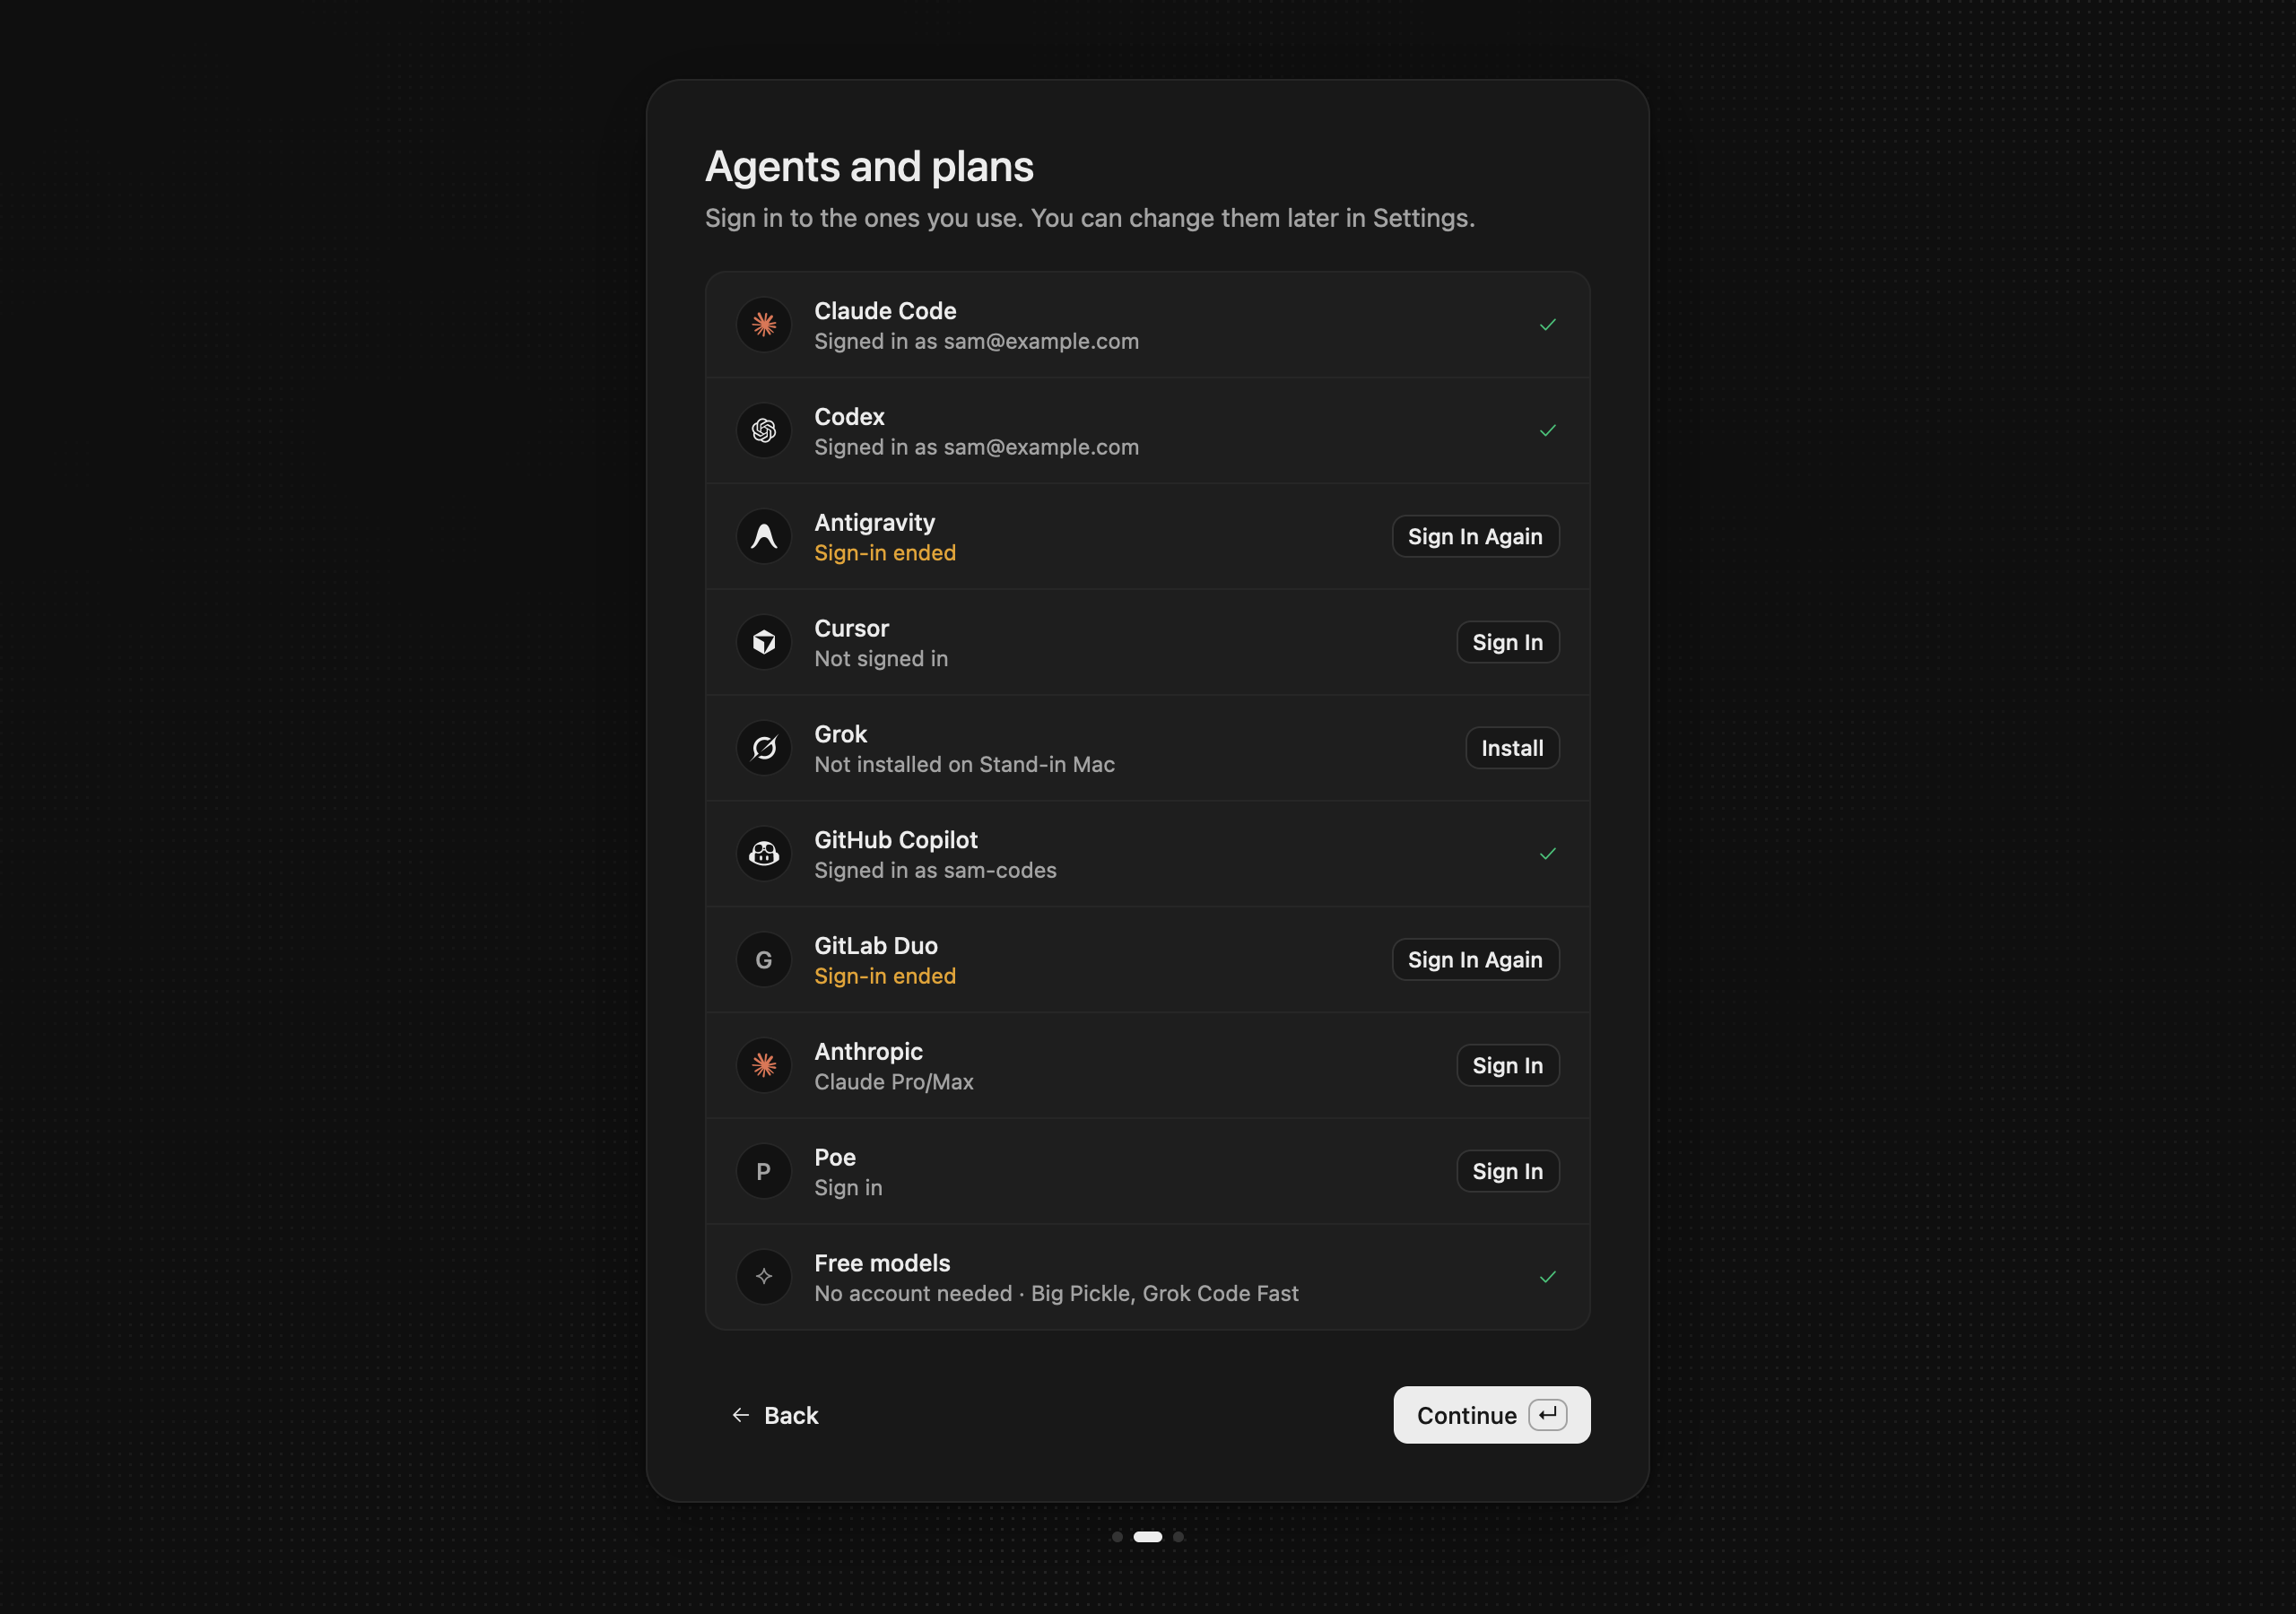 Agents and plans
Sign in to the ones you use. You can change them later in Settings.
Claude Code
Signed in as sam@example.com
Codex
Signed in as sam@example.com
Antigravity
Sign-in ended
Sign In Again
Cursor
Not signed in
Sign In
Grok
Not installed on Stand-in Mac
Install
GitHub Copilot
Signed in as sam-codes
G
GitLab Duo
Sign-in ended
Sign In Again
Anthropic
Claude Pro/Max
Sign In
P
Poe
Sign in
Sign In
Free models
No account needed · Big Pickle, Grok Code Fast
← Back
Continue ↵